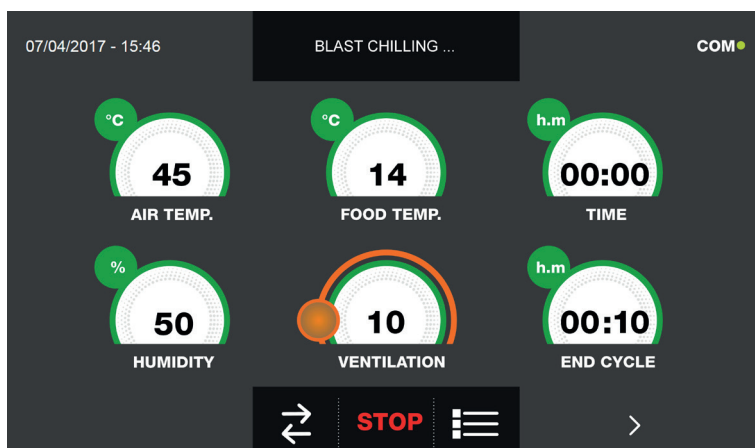 07/04/2017 - 15:46
BLAST CHILLING ...
COM
°C
45
AIR TEMP.
°C
14
FOOD TEMP.
h.m
00:00
TIME
%
50
HUMIDITY
10
VENTILATION
h.m
00:10
END CYCLE
STOP